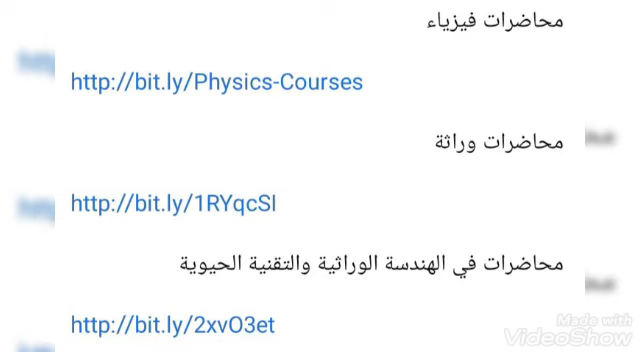 محاضرات فيزياء
http://bit.ly/Physics-Courses
محاضرات وراثة
http://bit.ly/1RYqcSl
محاضرات في الهندسة الوراثية والتقنية الحيوية
http://bit.ly/2xvO3et
Made with
VideoShow